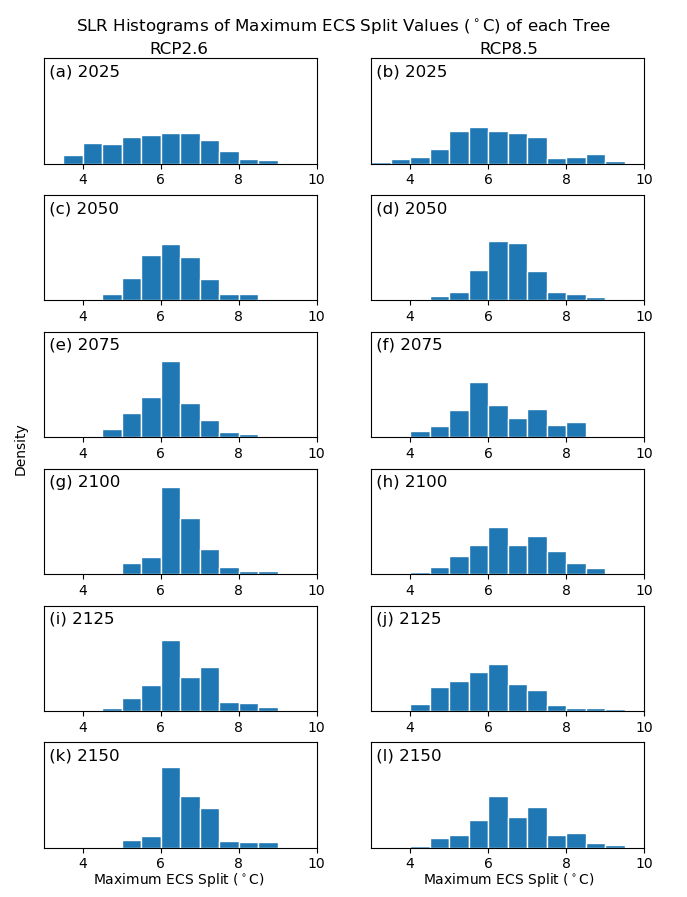 SLR Histograms of Maximum ECS Split Values (°C) of each Tree
RCP2.6 RCP8.5
(a) 2025 (b) 2025
4 6 8 10 4 6 8 10
(c) 2050 (d) 2050
4 6 8 10 4 6 8 10
(e) 2075 (f) 2075
4 6 8 10 4 6 8 10
Density
(g) 2100 (h) 2100
4 6 8 10 4 6 8 10
(i) 2125 (j) 2125
4 6 8 10 4 6 8 10
(k) 2150 (l) 2150
4 6 8 10 4 6 8 10
Maximum ECS Split (°C) Maximum ECS Split (°C)